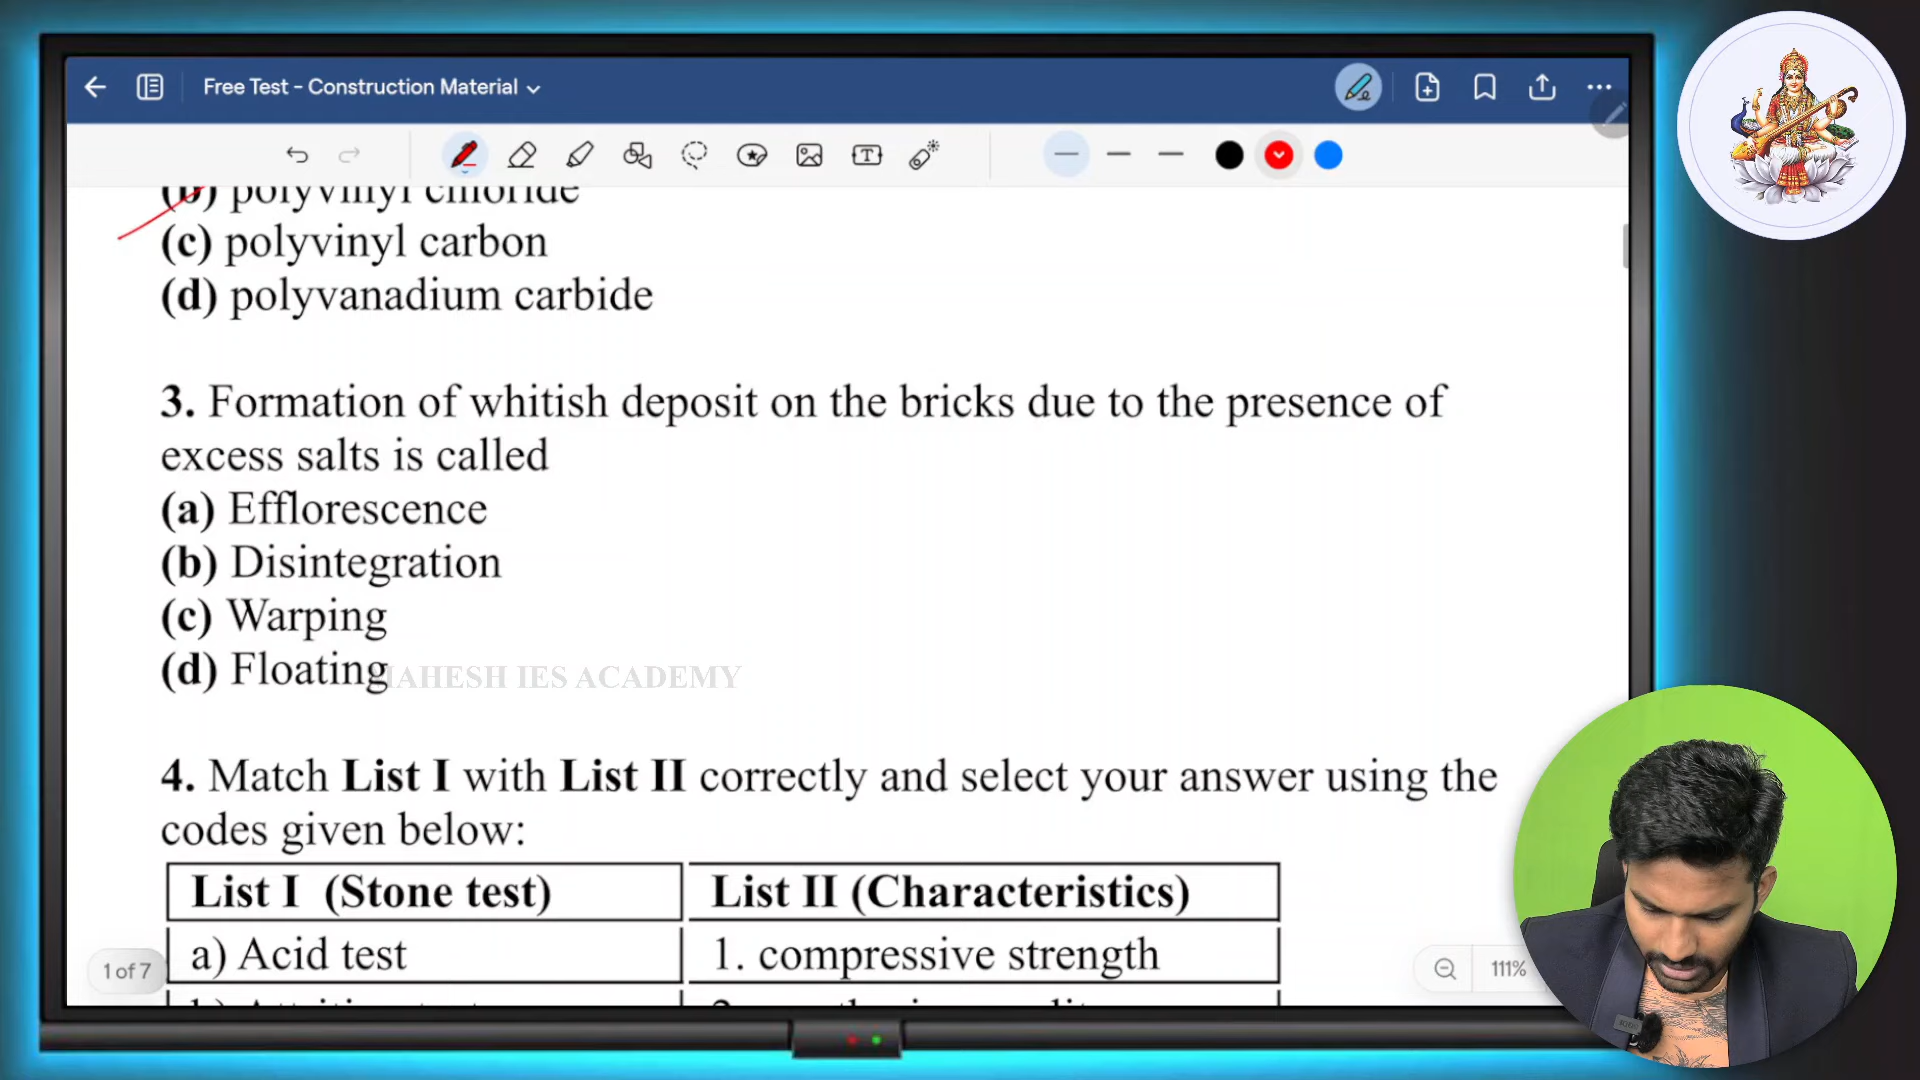 Free Test - Construction Material
(b) polyvinyl chloride
(c) polyvinyl carbon
(d) polyvanadium carbide
3. Formation of whitish deposit on the bricks due to the presence of
excess salts is called
(a) Efflorescence
(b) Disintegration
(c) Warping
(d) Floating
MAHESH IES ACADEMY
4. Match List I with List II correctly and select your answer using the
codes given below:
List I (Stone test) List II (Characteristics)
a) Acid test 1. compressive strength
1 of 7
111%